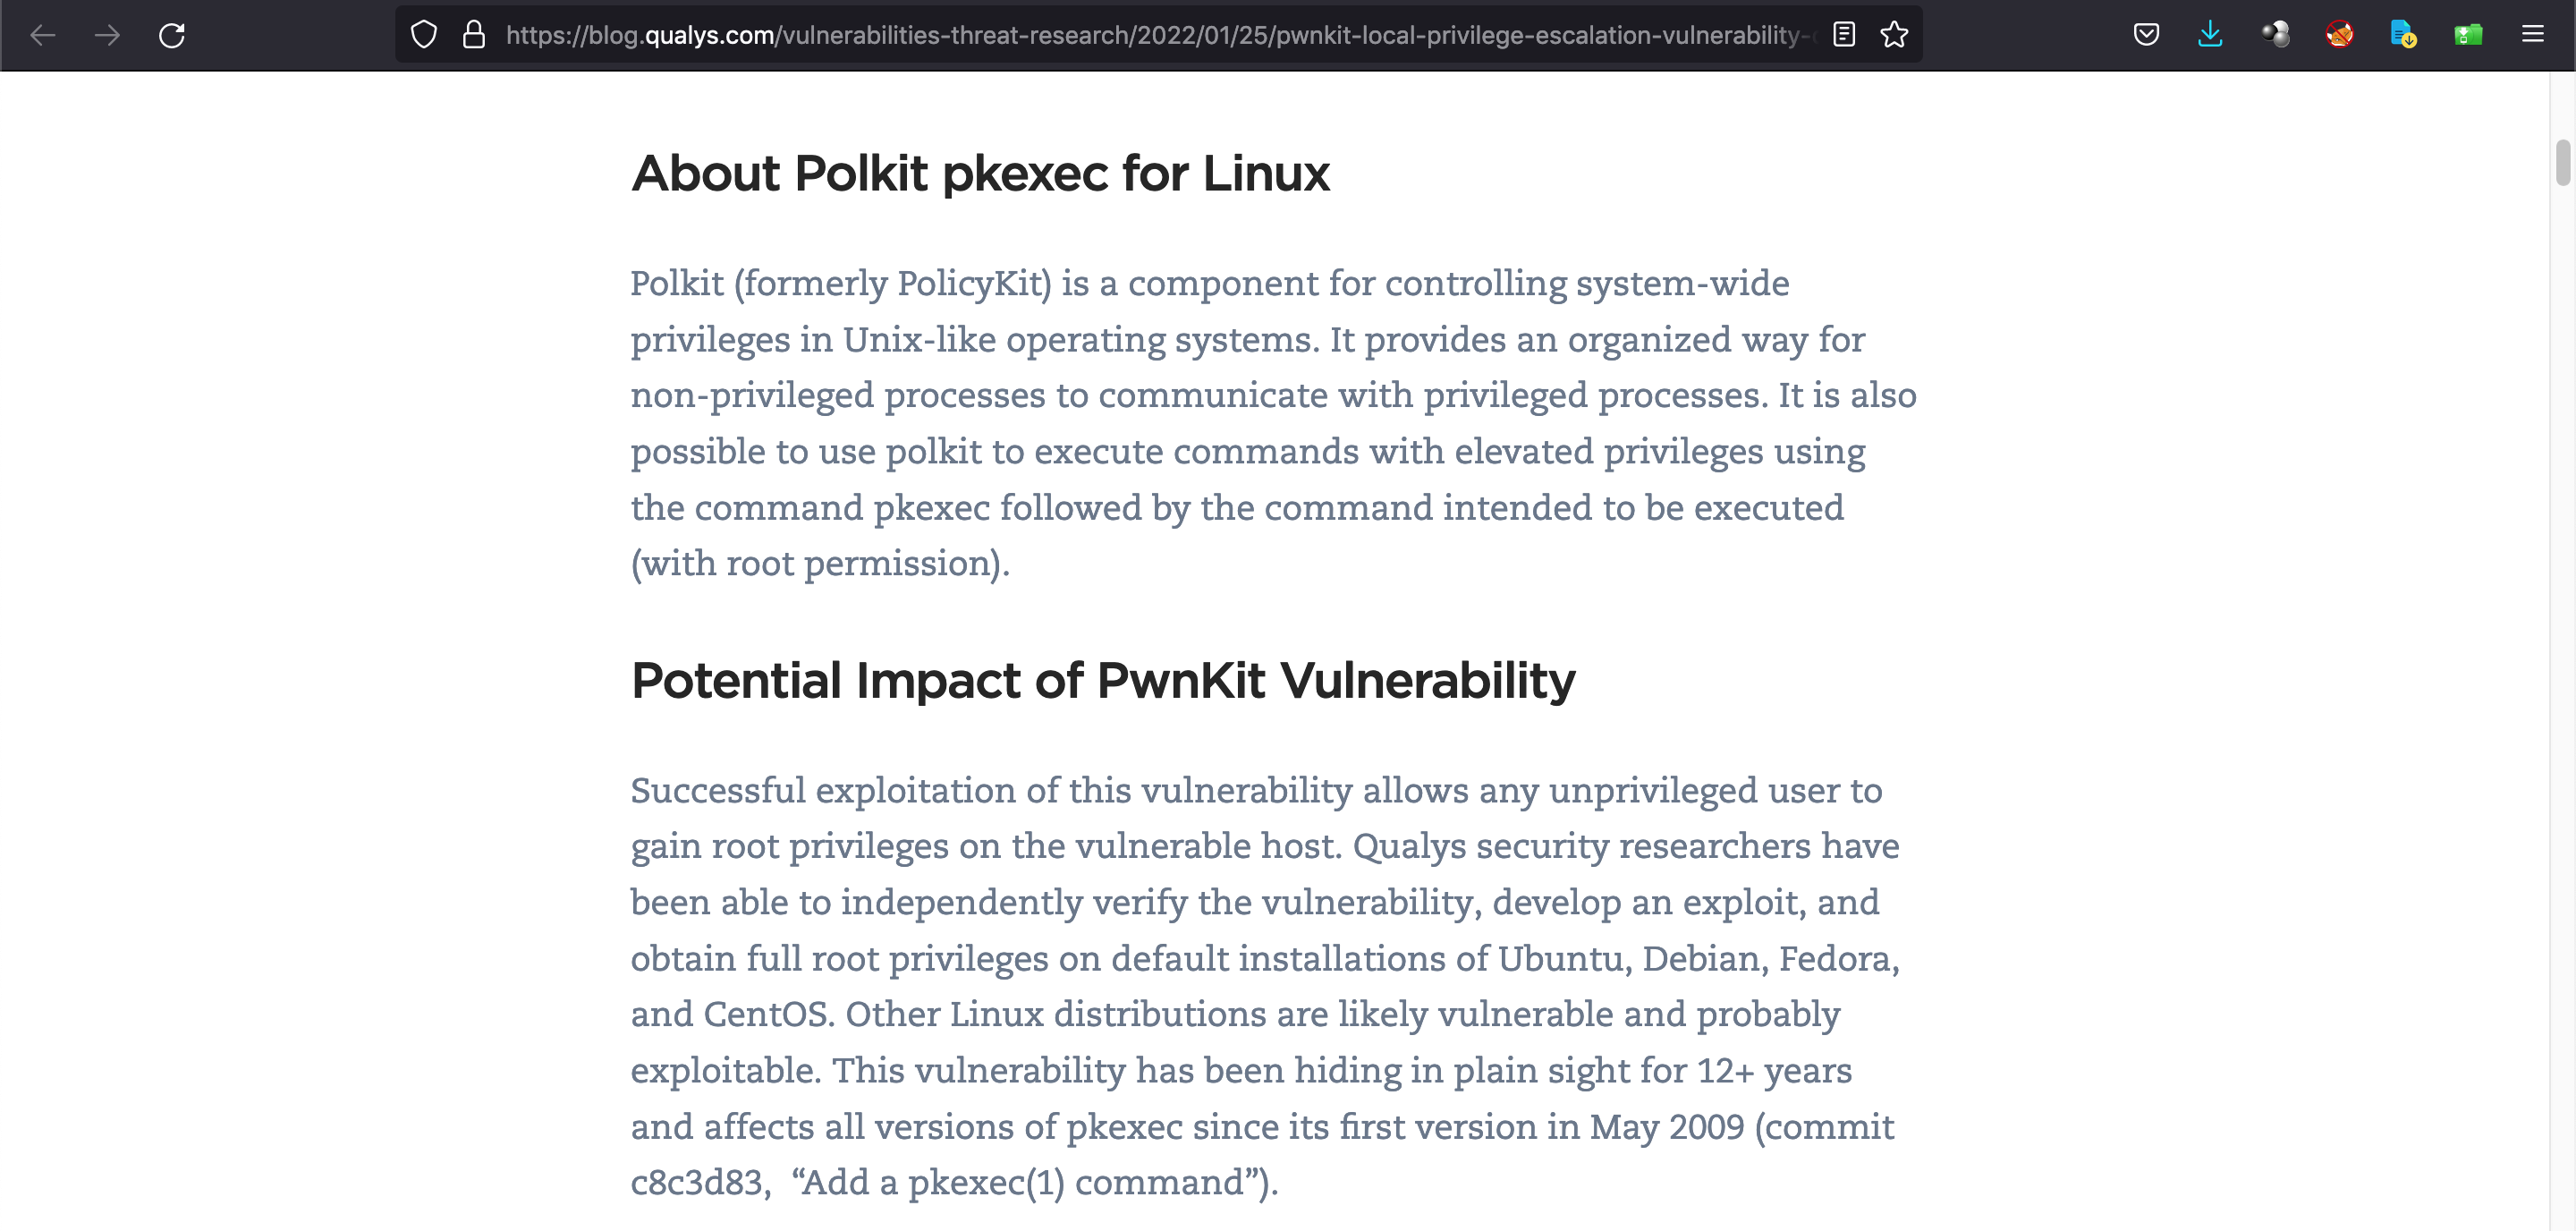 https://blog.qualys.com/vulnerabilities-threat-research/2022/01/25/pwnkit-local-privilege-escalation-vulnerability-
About Polkit pkexec for Linux
Polkit (formerly PolicyKit) is a component for controlling system-wide
privileges in Unix-like operating systems. It provides an organized way for
non-privileged processes to communicate with privileged processes. It is also
possible to use polkit to execute commands with elevated privileges using
the command pkexec followed by the command intended to be executed
(with root permission).
Potential Impact of PwnKit Vulnerability
Successful exploitation of this vulnerability allows any unprivileged user to
gain root privileges on the vulnerable host. Qualys security researchers have
been able to independently verify the vulnerability, develop an exploit, and
obtain full root privileges on default installations of Ubuntu, Debian, Fedora,
and CentOS. Other Linux distributions are likely vulnerable and probably
exploitable. This vulnerability has been hiding in plain sight for 12+ years
and affects all versions of pkexec since its first version in May 2009 (commit
c8c3d83,  “Add a pkexec(1) command”).